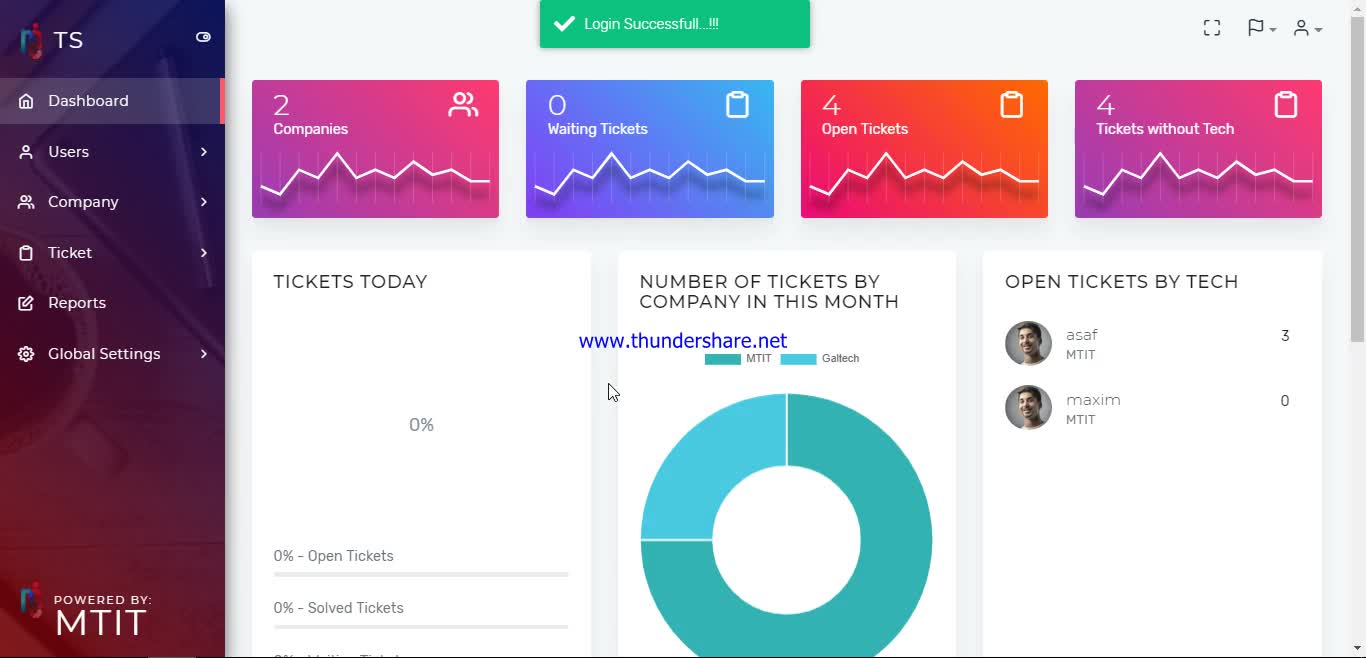 TS
Login Successfull...!!!
Dashboard
Users
Company
Ticket
Reports
Global Settings
POWERED BY:
MTIT
2
Companies
0
Waiting Tickets
4
Open Tickets
4
Tickets without Tech
TICKETS TODAY
0%
0% - Open Tickets
0% - Solved Tickets
NUMBER OF TICKETS BY
COMPANY IN THIS MONTH
www.thundershare.net
MTIT Galtech
OPEN TICKETS BY TECH
asaf 3
MTIT
maxim 0
MTIT